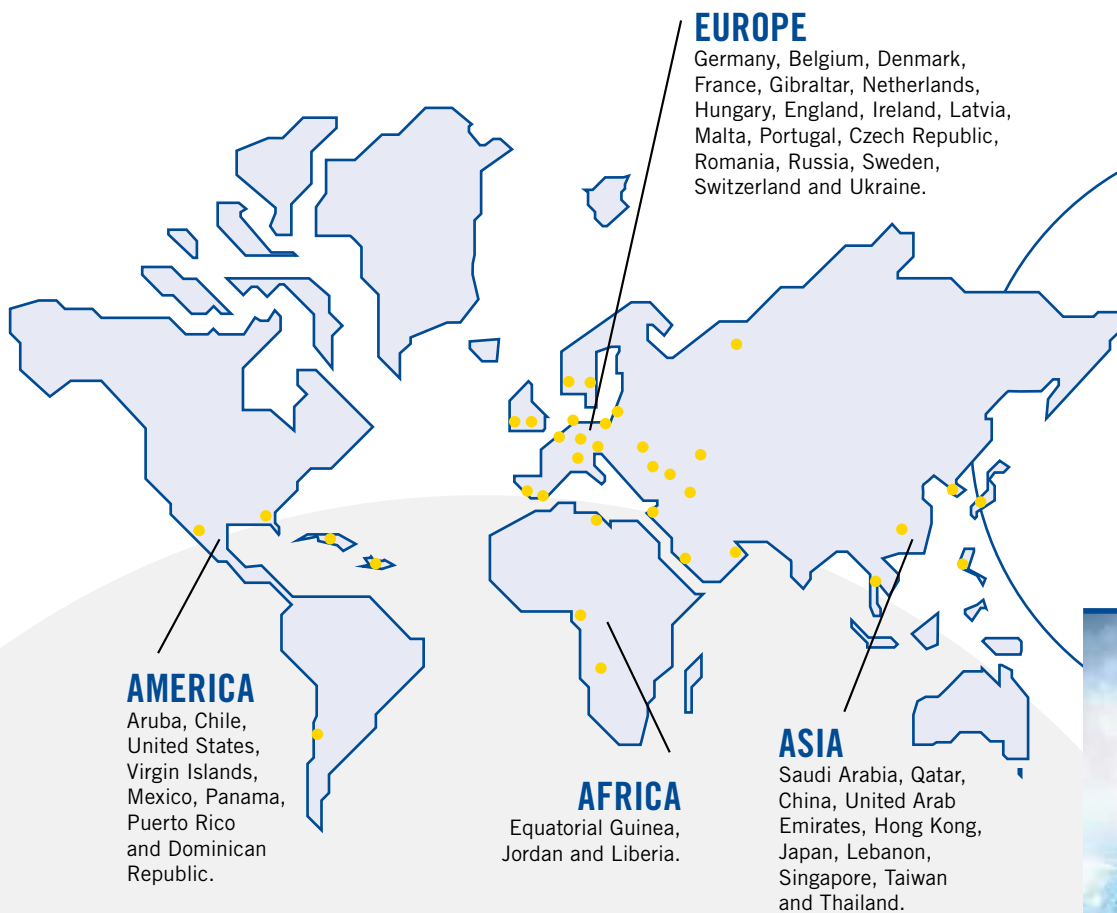 EUROPE
Germany, Belgium, Denmark,
France, Gibraltar, Netherlands,
Hungary, England, Ireland, Latvia,
Malta, Portugal, Czech Republic,
Romania, Russia, Sweden,
Switzerland and Ukraine.
AMERICA
Aruba, Chile,
United States,
Virgin Islands,
Mexico, Panama,
Puerto Rico
and Dominican
Republic.
AFRICA
Equatorial Guinea,
Jordan and Liberia.
ASIA
Saudi Arabia, Qatar,
China, United Arab
Emirates, Hong Kong,
Japan, Lebanon,
Singapore, Taiwan
and Thailand.